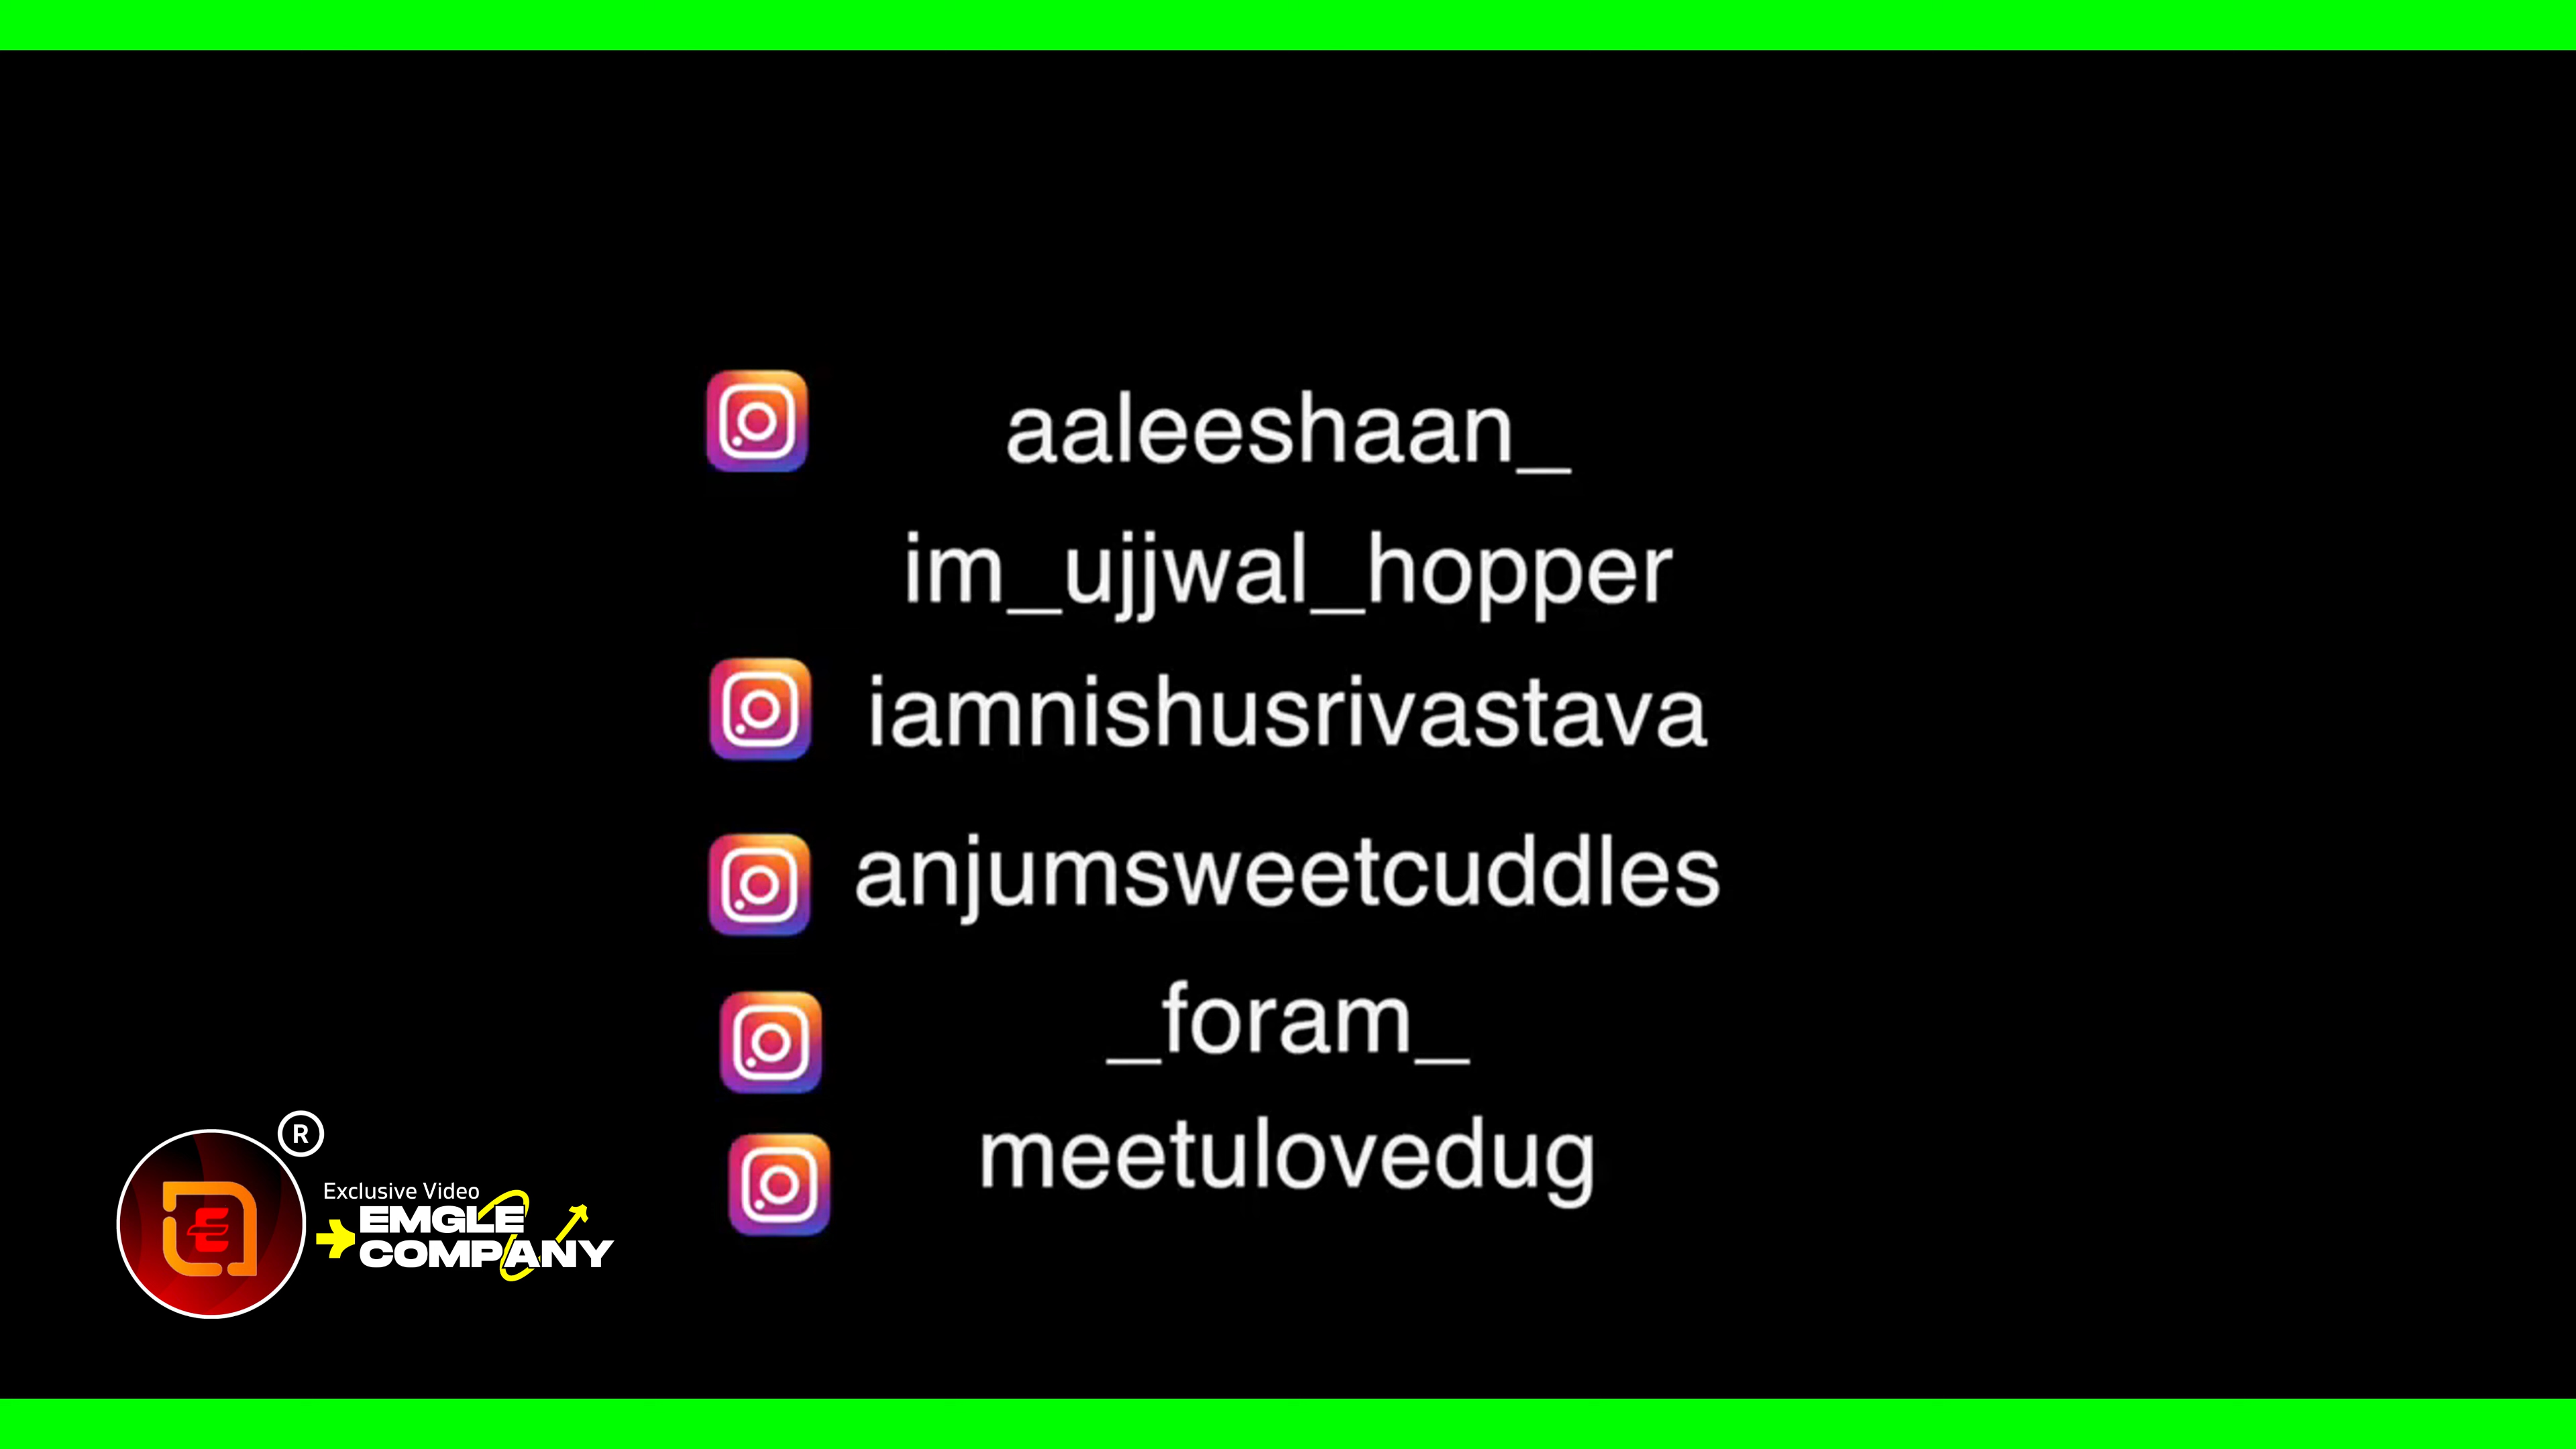 aaleeshaan_
im_ujjwal_hopper
iamnishusrivastava
anjumsweetcuddles
_foram_
meetulovedug
®
Exclusive Video
EMGLE
COMPANY